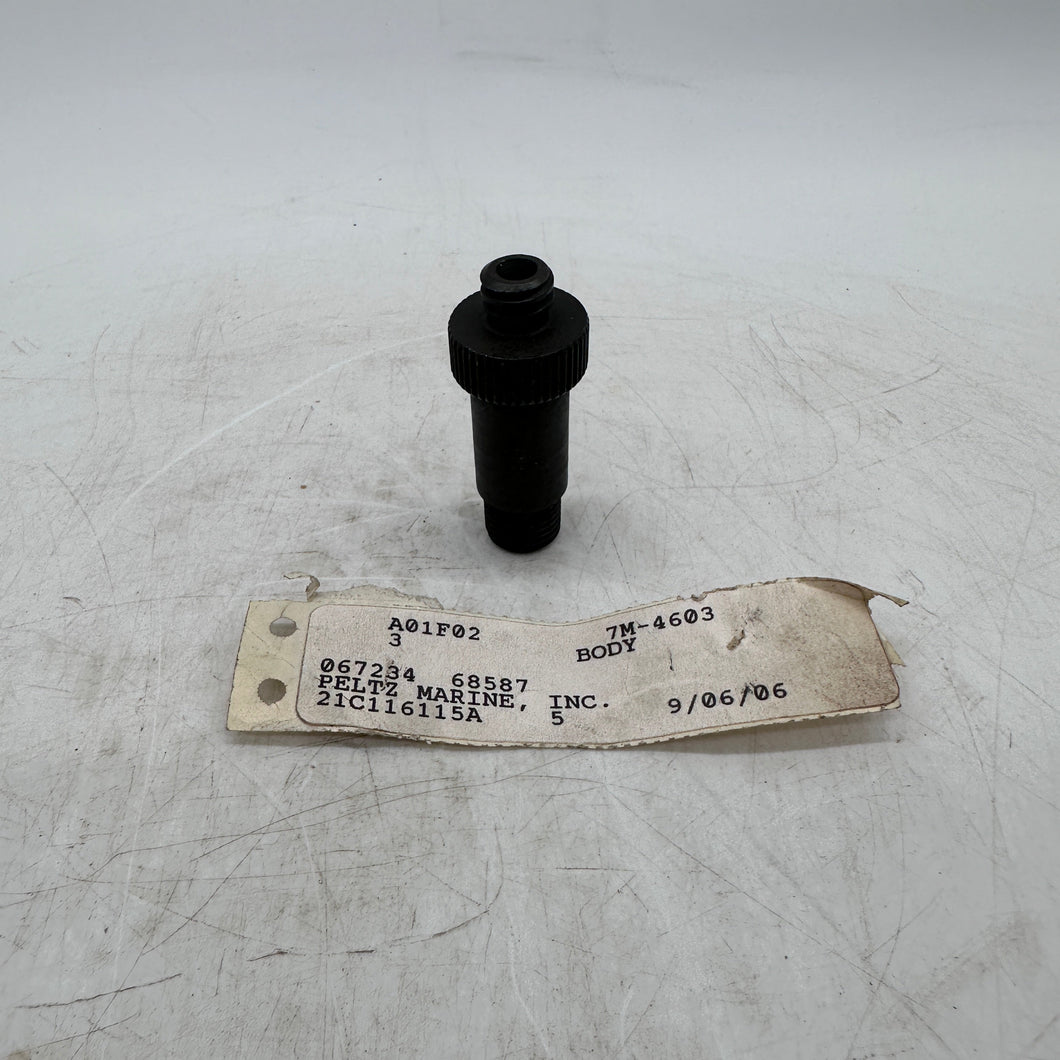 A01F02 7M-4603
3 BODY
067234 68587
PELTZ MARINE, INC. 9/06/06
21C116115A 5